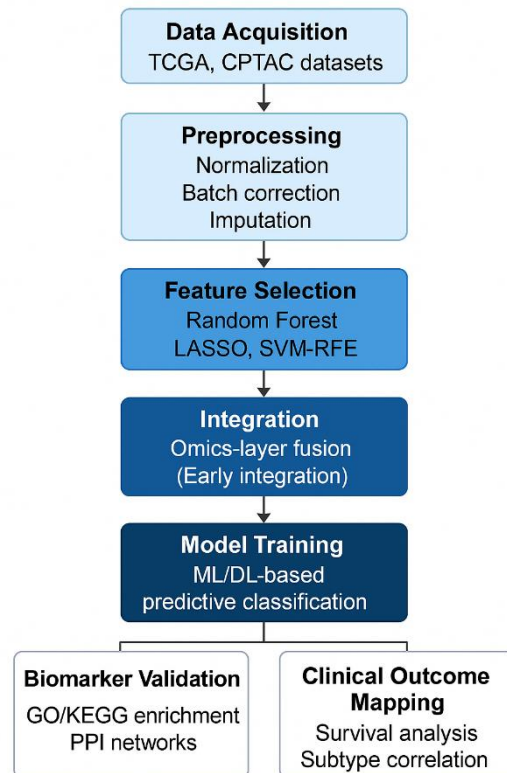 Data Acquisition
TCGA, CPTAC datasets
Preprocessing
Normalization
Batch correction
Imputation
Feature Selection
Random Forest
LASSO, SVM-RFE
Integration
Omics-layer fusion
(Early integration)
Model Training
ML/DL-based
predictive classification
Biomarker Validation
GO/KEGG enrichment
PPI networks
Clinical Outcome
Mapping
Survival analysis
Subtype correlation